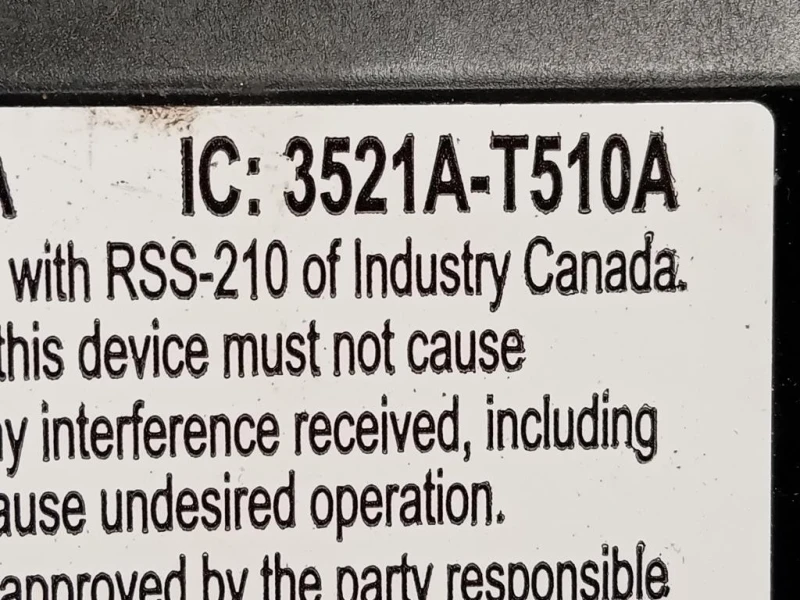 A IC: 3521A-T510A
with RSS-210 of Industry Canada.
this device must not cause
interference received, including
undesired operation.
approved by the party responsible